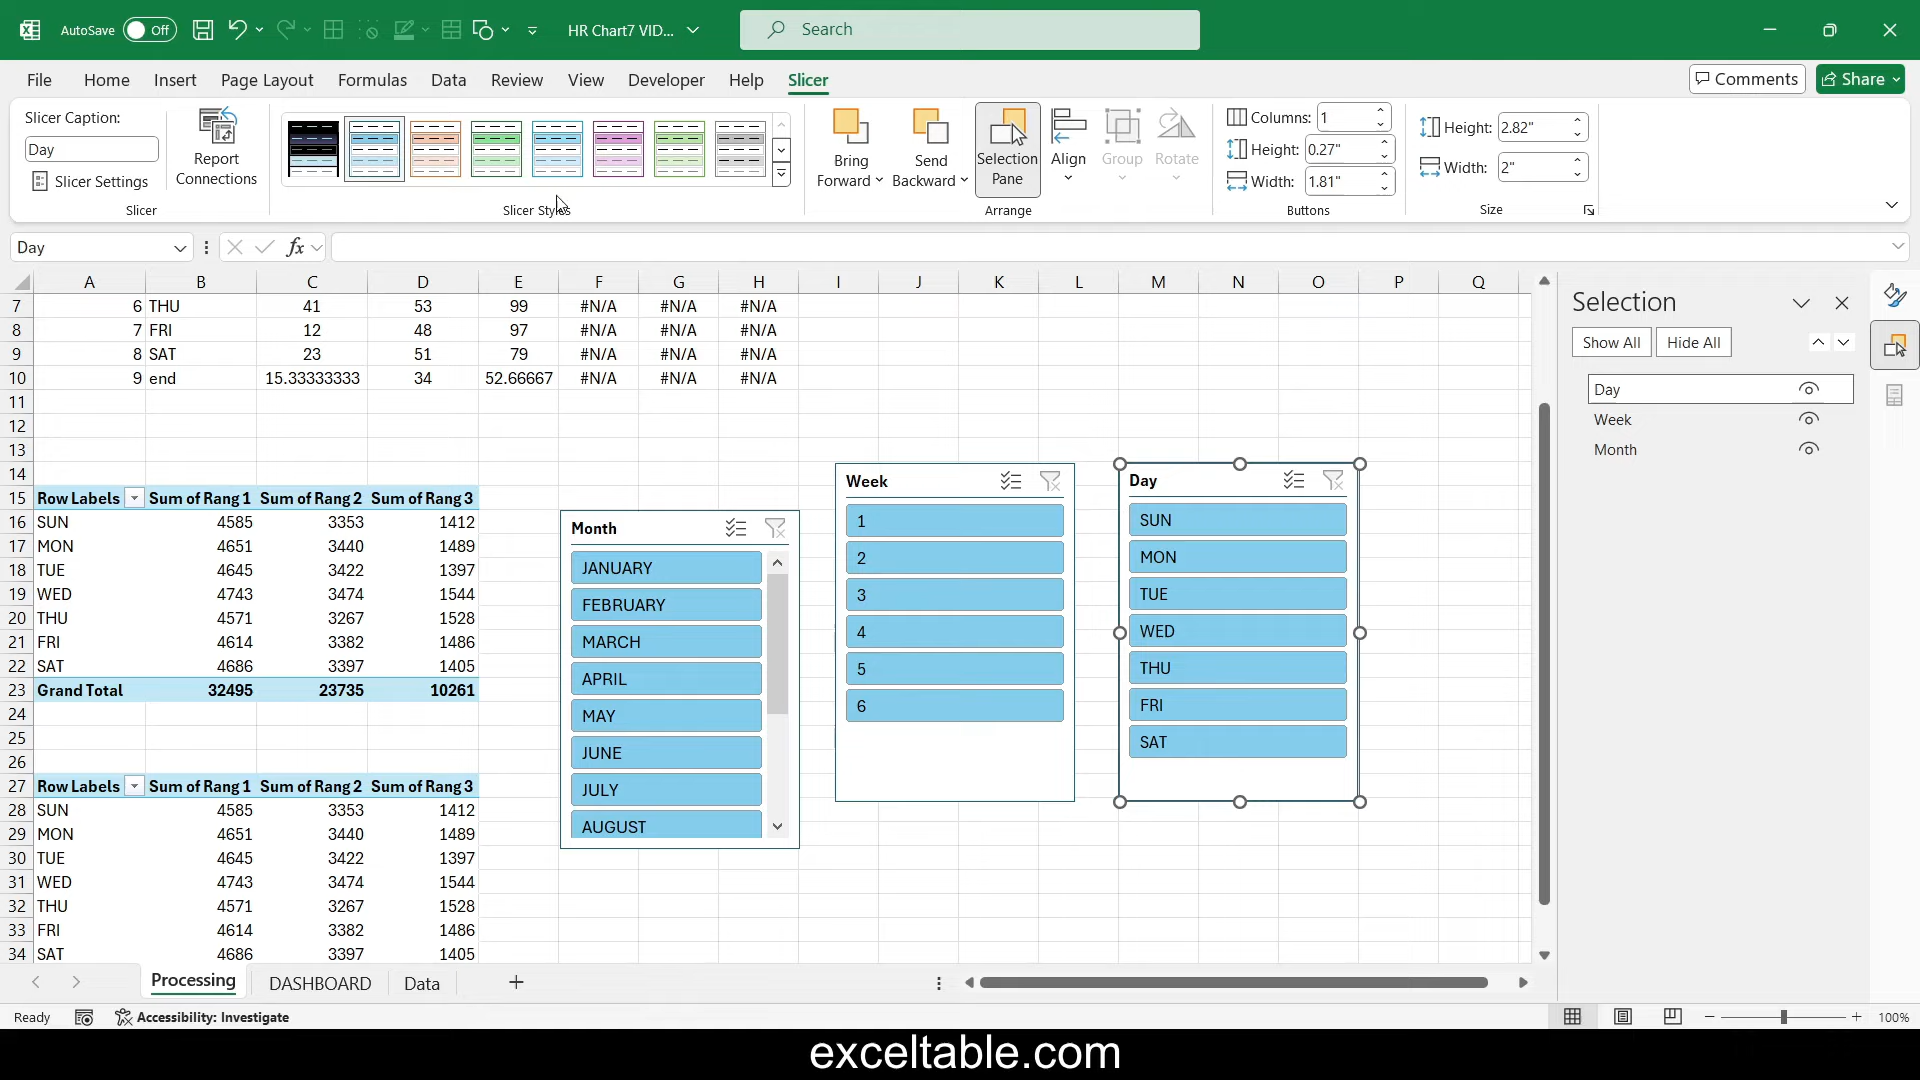 AutoSave Off HR Chart7 VID... Search
File Home Insert Page Layout Formulas Data Review View Developer Help Slicer Comments Share
Slicer Caption:
Day
Slicer Settings
Report Connections
Slicer
Slicer Styles
Bring Forward
Send Backward
Selection Pane
Align
Group
Rotate
Arrange
Columns: 1
Height: 0.27"
Width: 1.81"
Buttons
Height: 2.82"
Width: 2"
Size
Day fx
A B C D E F G H I J K L M N O P Q
7 6 THU 41 53 99 #N/A #N/A #N/A
8 7 FRI 12 48 97 #N/A #N/A #N/A
9 8 SAT 23 51 79 #N/A #N/A #N/A
10 9 end 15.33333333 34 52.66667 #N/A #N/A #N/A
11
12
13
14
15 Row Labels Sum of Rang 1 Sum of Rang 2 Sum of Rang 3
16 SUN 4585 3353 1412
17 MON 4651 3440 1489
18 TUE 4645 3422 1397
19 WED 4743 3474 1544
20 THU 4571 3267 1528
21 FRI 4614 3382 1486
22 SAT 4686 3397 1405
23 Grand Total 32495 23735 10261
24
25
26
27 Row Labels Sum of Rang 1 Sum of Rang 2 Sum of Rang 3
28 SUN 4585 3353 1412
29 MON 4651 3440 1489
30 TUE 4645 3422 1397
31 WED 4743 3474 1544
32 THU 4571 3267 1528
33 FRI 4614 3382 1486
34 SAT 4686 3397 1405
Month
JANUARY
FEBRUARY
MARCH
APRIL
MAY
JUNE
JULY
AUGUST
Week
1
2
3
4
5
6
Day
SUN
MON
TUE
WED
THU
FRI
SAT
Selection
Show All Hide All
Day
Week
Month
Processing DASHBOARD Data
Ready Accessibility: Investigate 100%
exceltable.com